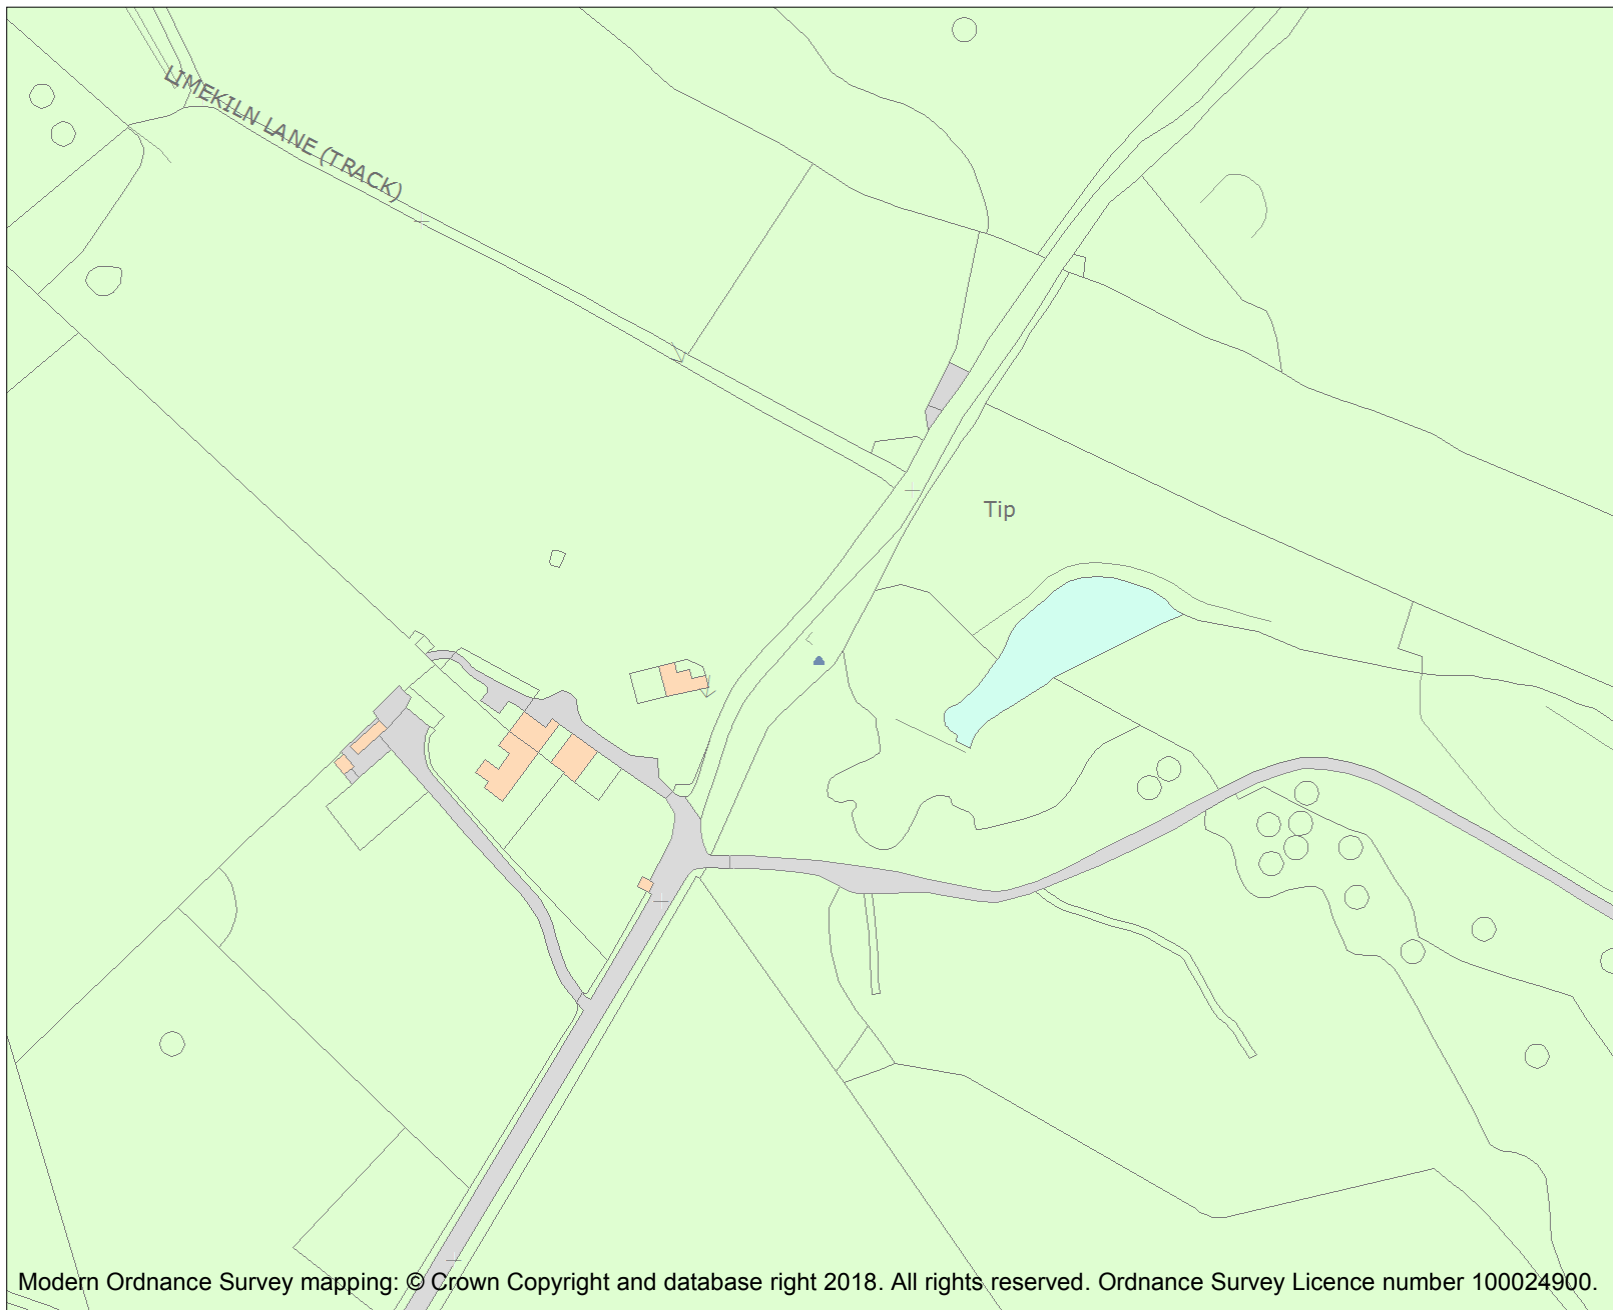 LIMEKILN LANE (TRACK)
Tip
Modern Ordnance Survey mapping: © Crown Copyright and database right 2018. All rights reserved. Ordnance Survey Licence number 100024900.